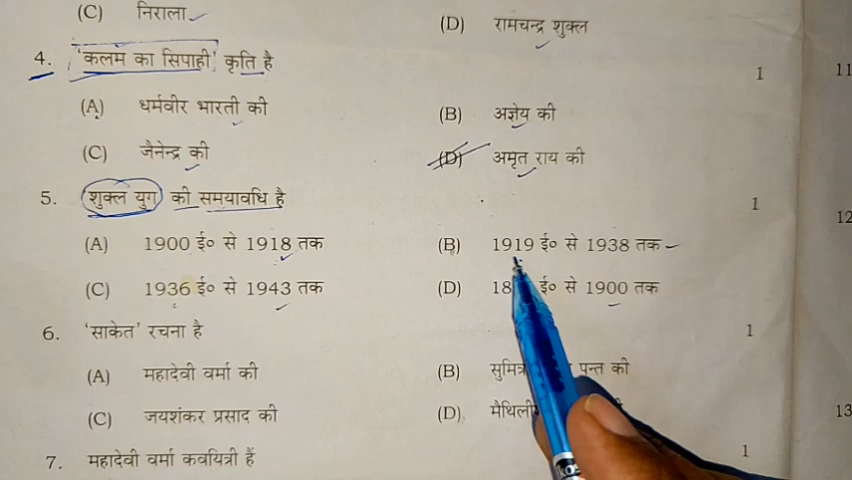 (C) निराला
(D) रामचन्द्र शुक्ल
4. 'कलम का सिपाही' कृति है 1 11
(A) धर्मवीर भारती की
(B) अज्ञेय की
(C) जैनेन्द्र की
(D) अमृत राय की
5. 'शुक्ल युग' की समयावधि है 1 12
(A) 1900 ई० से 1918 तक
(B) 1919 ई० से 1938 तक
(C) 1936 ई० से 1943 तक
(D) 18 ई० से 1900 तक
6. 'साकेत' रचना है 1
(A) महादेवी वर्मा की
(B) पन्त की
(C) जयशंकर प्रसाद की
(D) 13
7. महादेवी वर्मा कवयित्री हैं 1